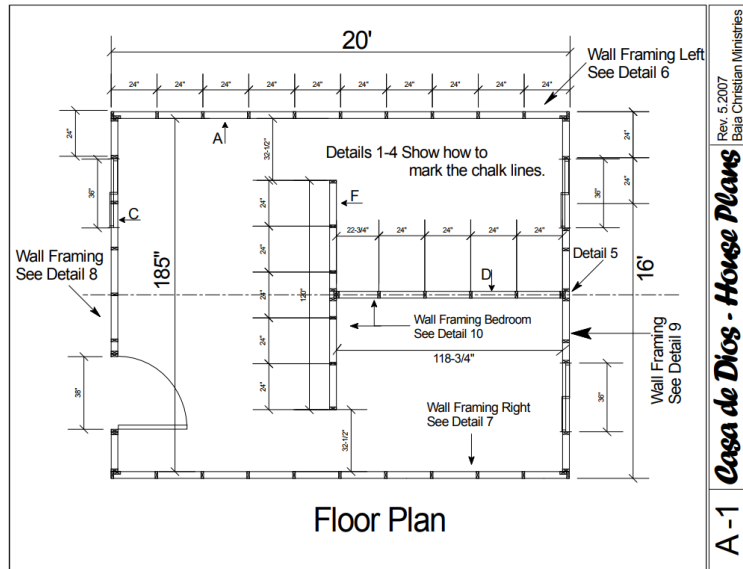 20'
Wall Framing Left
See Detail 6
24" 24" 24" 24" 24" 24" 24" 24" 24" 24"
24"
36"
A
C
32-1/2"
Details 1-4 Show how to
mark the chalk lines.
F
24"
24"
36"
22-3/4" 24" 24" 24" 24"
Wall Framing
See Detail 8
185"
24"
24"
24"
24"
24"
120"
D
Detail 5
16'
Wall Framing Bedroom
See Detail 10
118-3/4"
Wall Framing
See Detail 9
38"
36"
Wall Framing Right
See Detail 7
32-1/2"
Floor Plan
Rev. 5.2007
Baja Christian Ministries
Casa de Dios - House Plans
A-1